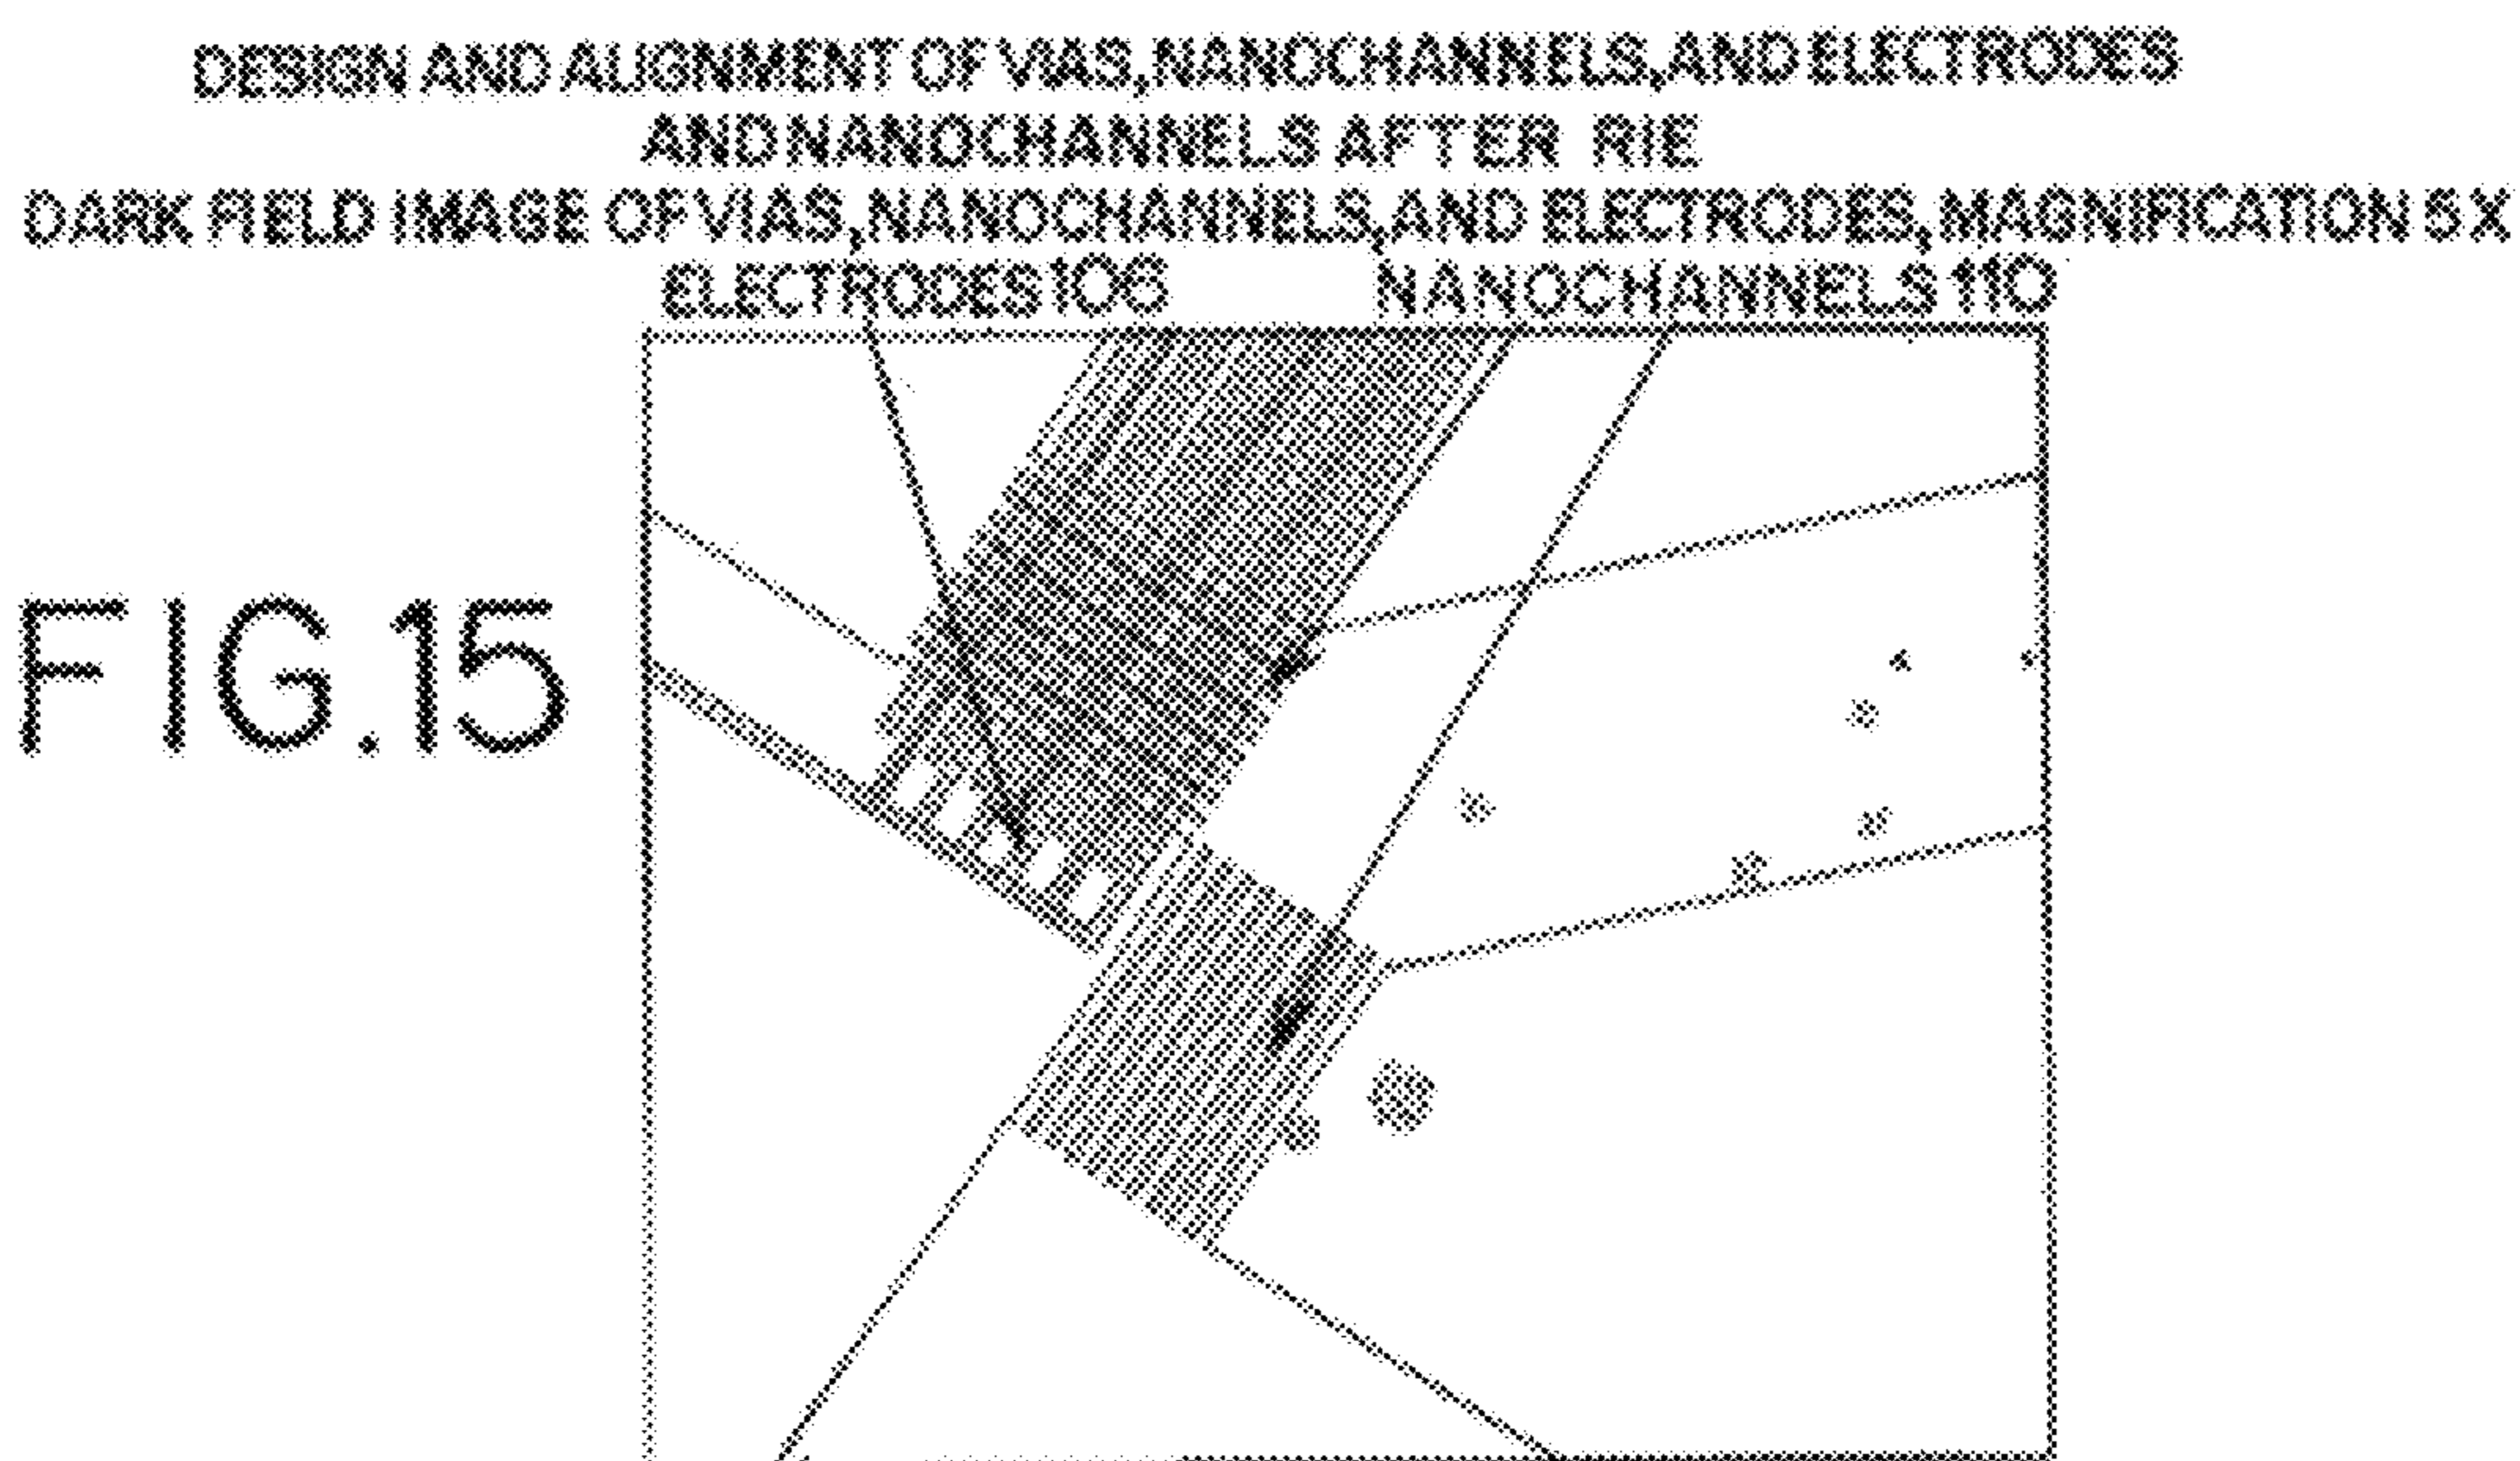 DESIGN AND ALIGNMENT OF VIAS, NANOCHANNELS, AND ELECTRODES
AND NANOCHANNELS AFTER RIE
DARK FIELD IMAGE OF VIAS, NANOCHANNELS, AND ELECTRODES, MAGNIFICATION 5X
ELECTRODES 106 NANOCHANNELS 110
FIG. 15